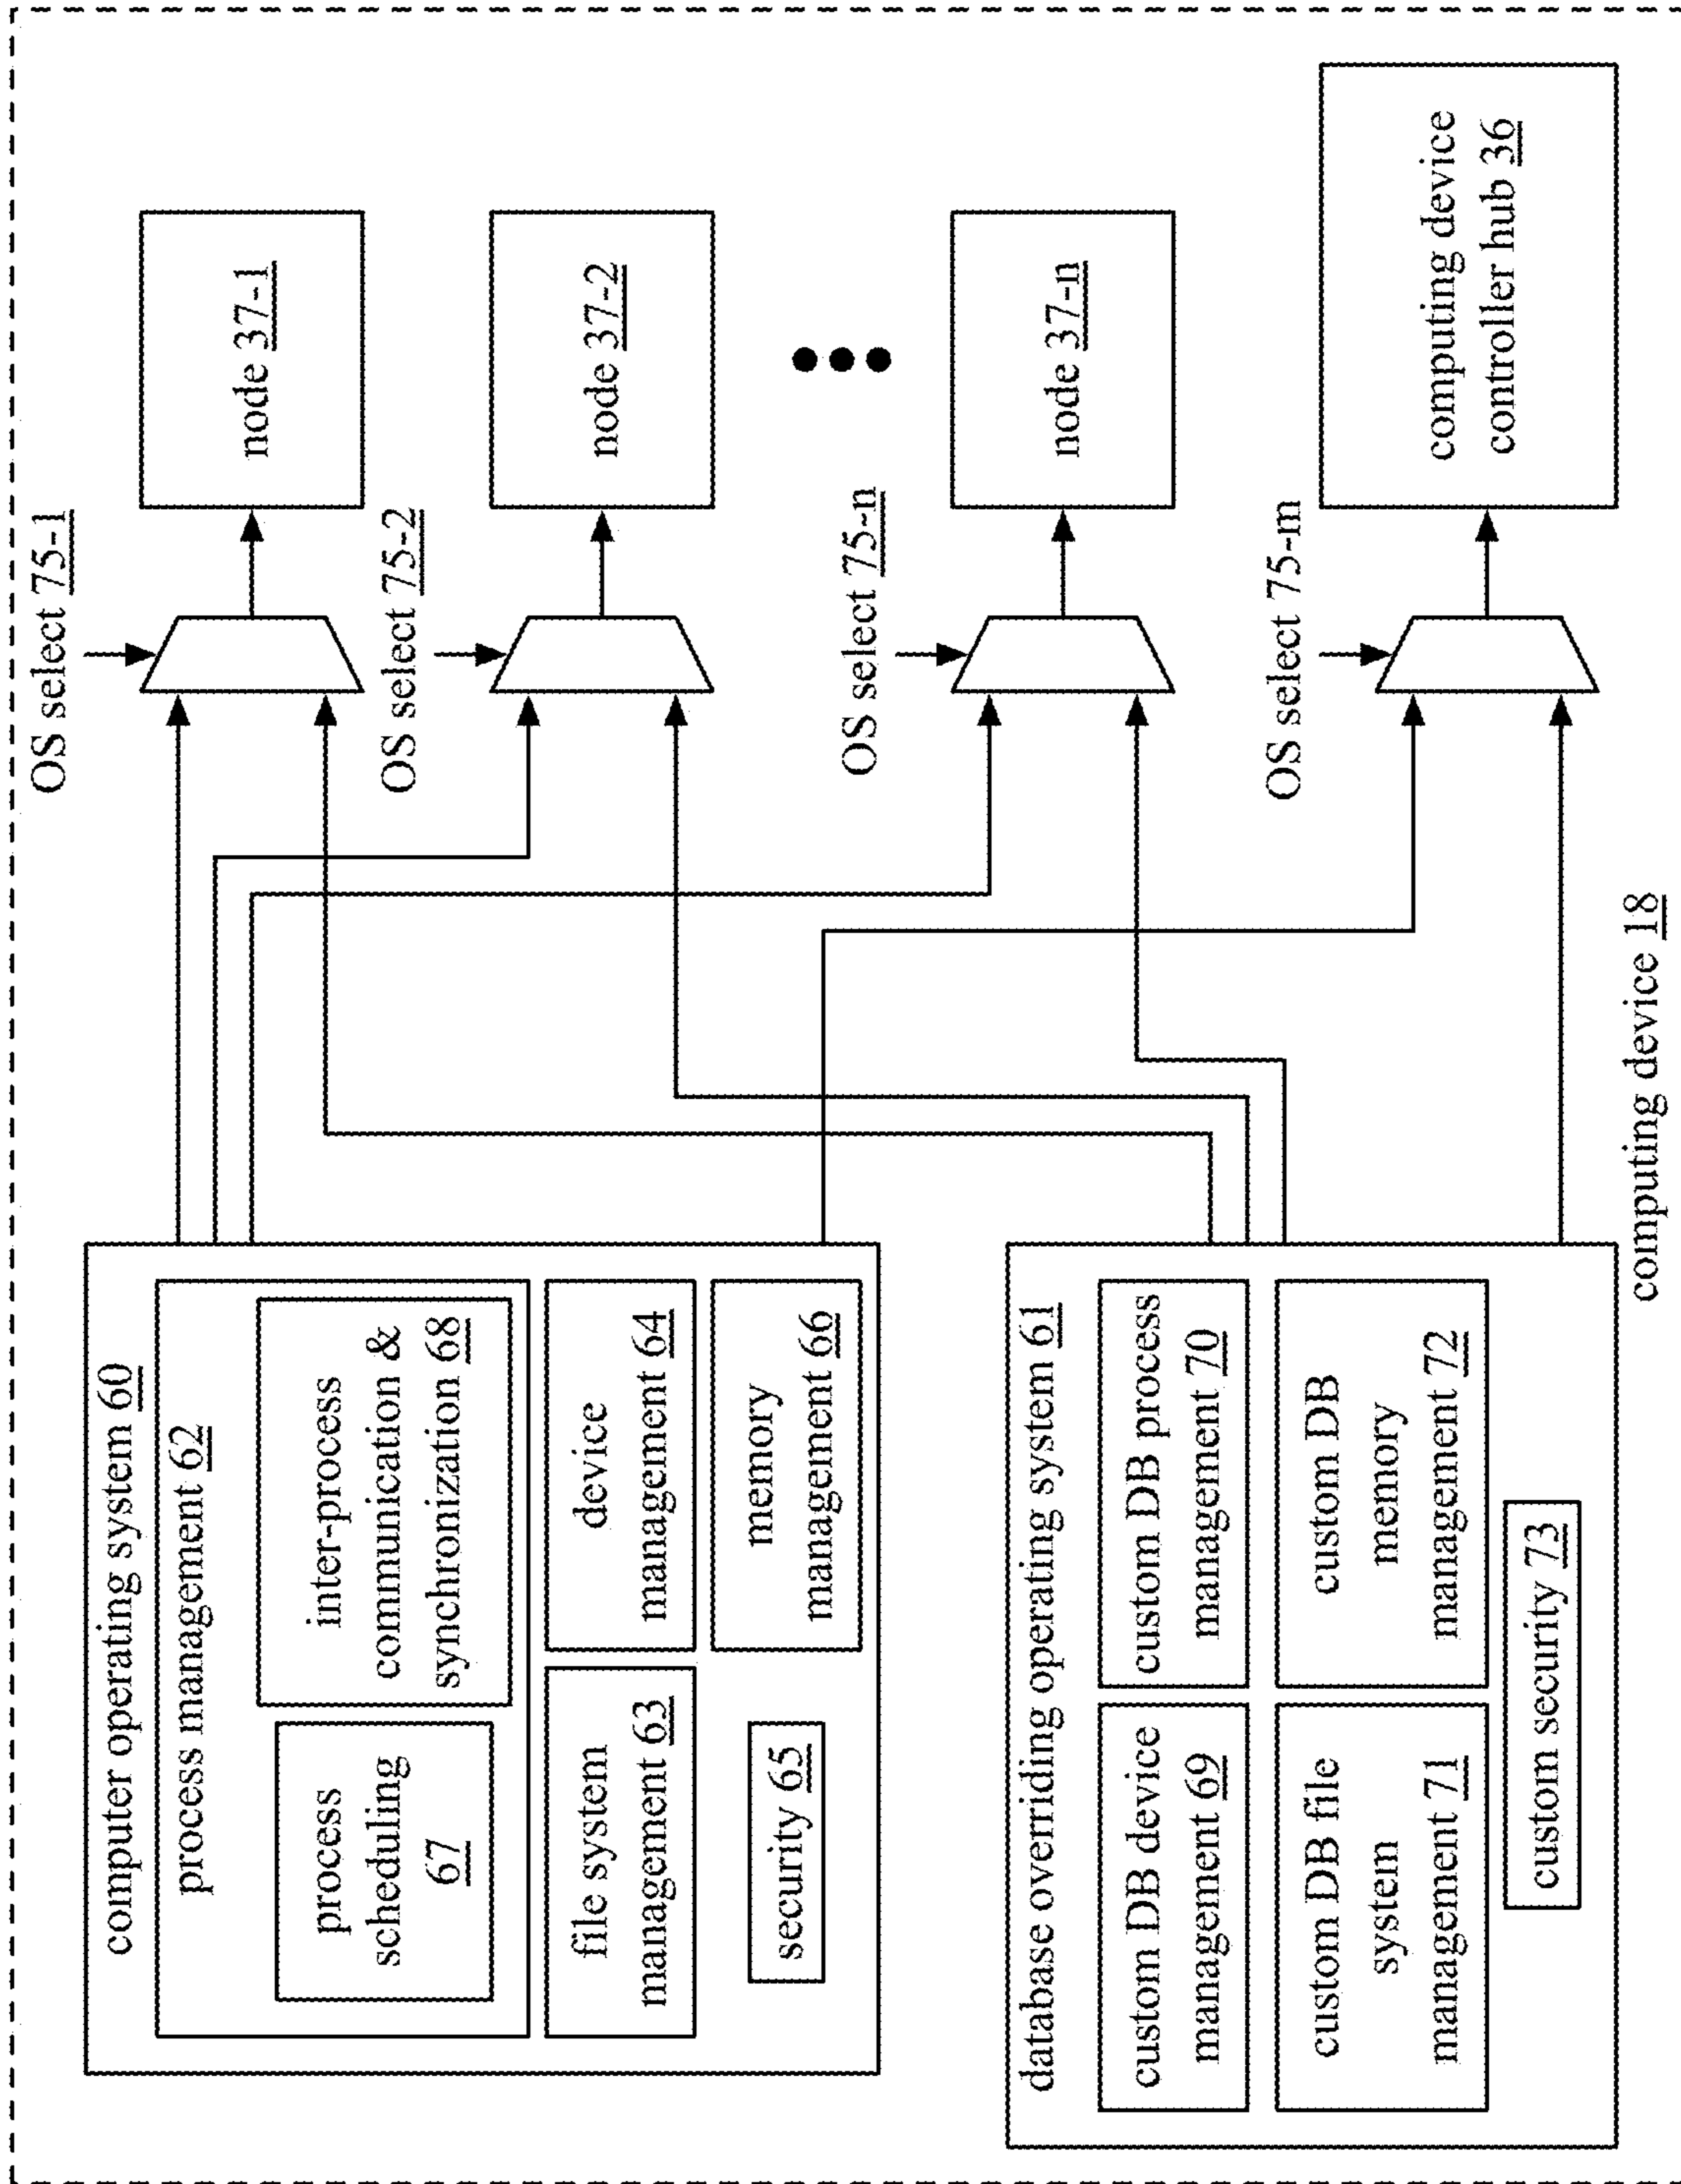 computer operating system 60
process management 62
process
scheduling
67
inter-process
communication &
synchronization 68
file system
management 63
device
management 64
security 65
memory
management 66
database overriding operating system 61
custom DB device
management 69
custom DB process
management 70
custom DB file
system
management 71
custom DB
memory
management 72
custom security 73
OS select 75-1
node 37-1
OS select 75-2
node 37-2
OS select 75-n
node 37-n
OS select 75-m
computing device
controller hub 36
computing device 18